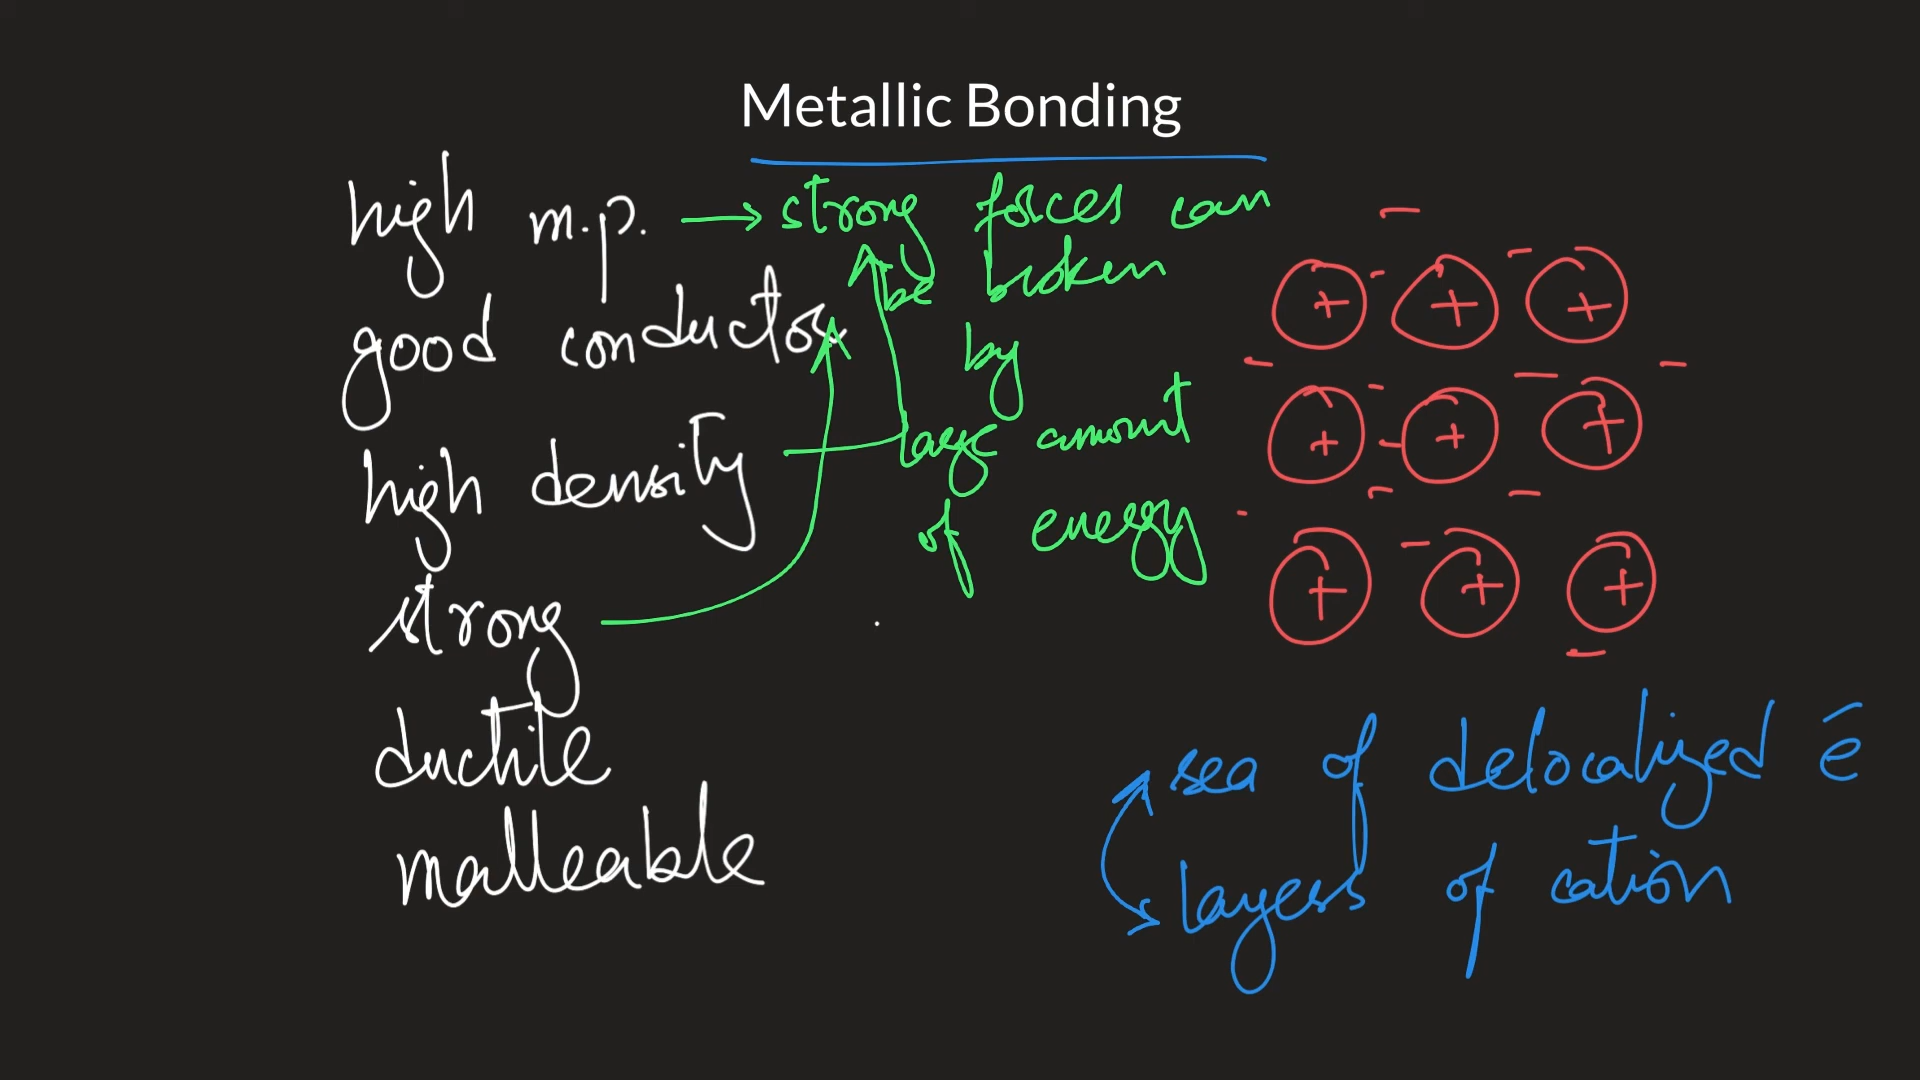 Metallic Bonding
high m.p. → strong forces can
be broken
by
large amount
of energy
good conductor
high density
strong
ductile
malleable
- 
+ - + - +
- - - -
+ - + +
- - -
+ - + +
-
sea of delocalized ē
layers of cation